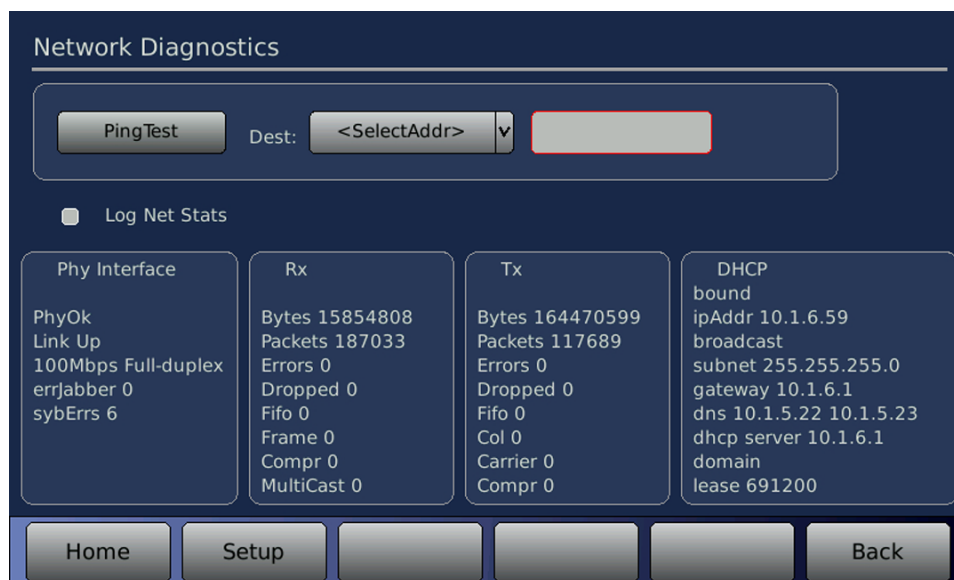 Network Diagnostics
PingTest
Dest:
<SelectAddr>
v
Log Net Stats
Phy Interface
PhyOk
Link Up
100Mbps Full-duplex
errJabber 0
sybErrs 6
Rx
Bytes 15854808
Packets 187033
Errors 0
Dropped 0
Fifo 0
Frame 0
Compr 0
MultiCast 0
Tx
Bytes 164470599
Packets 117689
Errors 0
Dropped 0
Fifo 0
Col 0
Carrier 0
Compr 0
DHCP
bound
ipAddr 10.1.6.59
broadcast
subnet 255.255.255.0
gateway 10.1.6.1
dns 10.1.5.22 10.1.5.23
dhcp server 10.1.6.1
domain
lease 691200
Home
Setup
Back